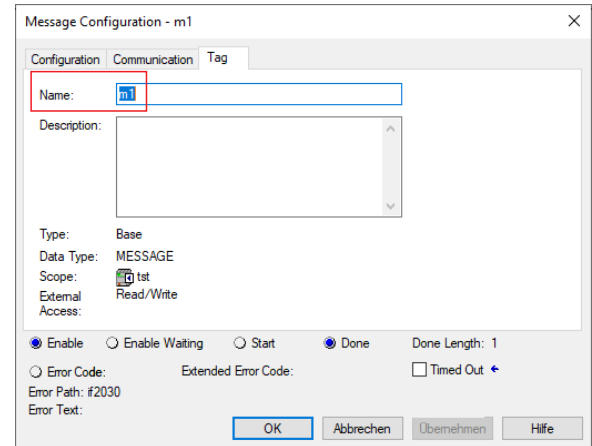 Message Configuration - m1
Configuration Communication Tag
Name: m1
Description:
Type: Base
Data Type: MESSAGE
Scope: tst
External Access: Read/Write
Enable Enable Waiting Start Done Done Length: 1
Error Code: Extended Error Code: Timed Out
Error Path: if2030
Error Text:
OK Abbrechen Übernehmen Hilfe